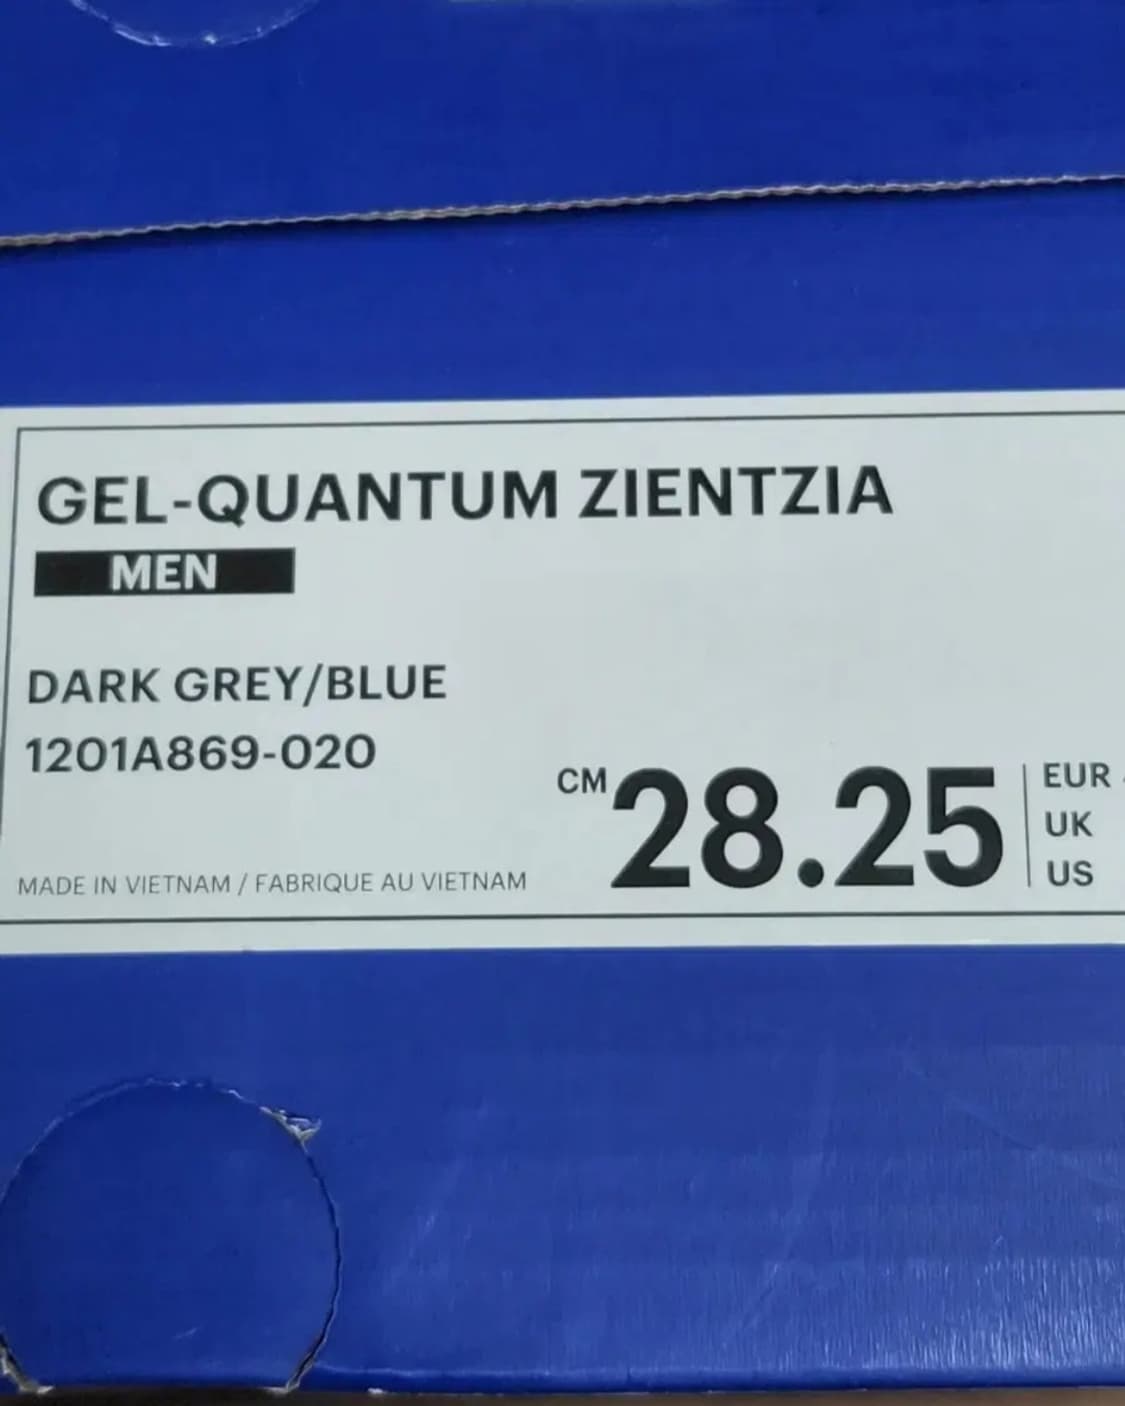 GEL-QUANTUM ZIENTZIA
MEN
DARK GREY/BLUE
1201A869-020
CM 28.25
EUR
UK
US
MADE IN VIETNAM / FABRIQUE AU VIETNAM